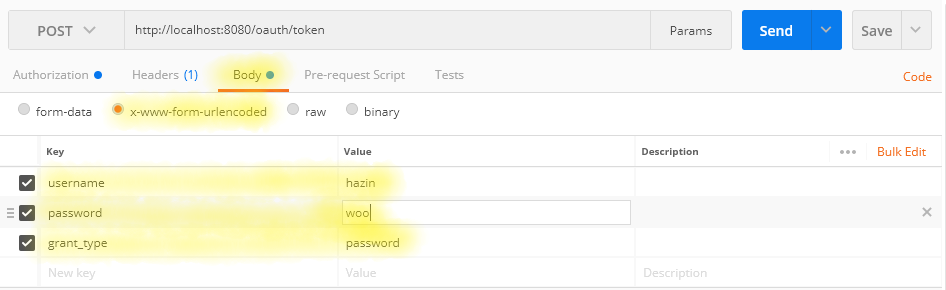 POST http://localhost:8080/oauth/token Params Send Save
Authorization Headers (1) Body Pre-request Script Tests Code
form-data x-www-form-urlencoded raw binary
Key Value Description ••• Bulk Edit
username hazin
password woo
grant_type password
New key Value Description